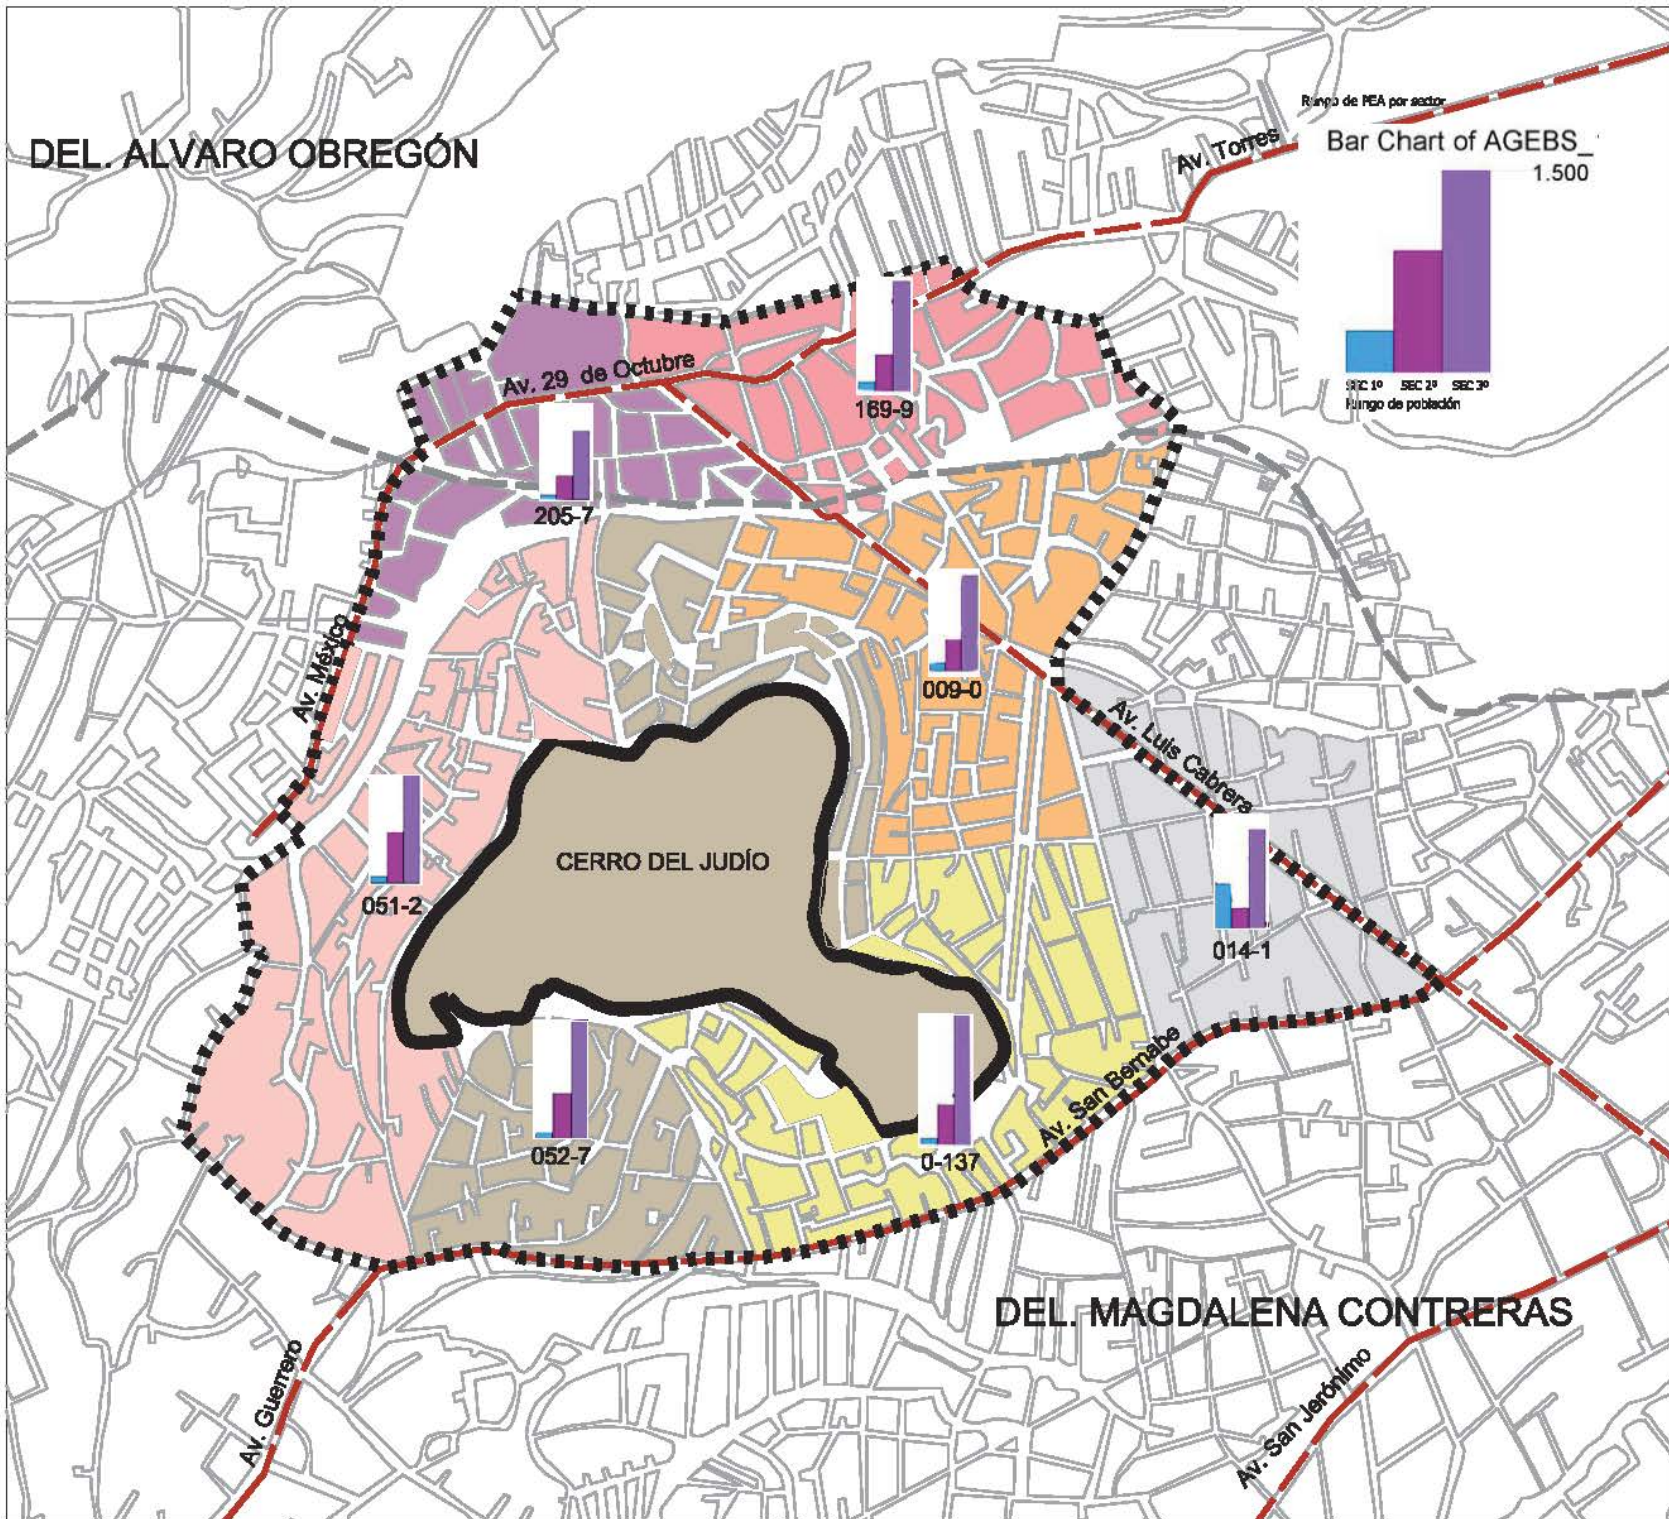 Rango de PEA por sector
DEL. ALVARO OBREGÓN
Av. Torres
Bar Chart of AGEBS_
1.500
SEC 1º SEC 2º SEC 3º
Rango de población
Av. 29 de Octubre
169-9
205-7
Av. México
009-0
Av. Luis Cabrera
CERRO DEL JUDÍO
051-2
014-1
Av. San Bernabe
052-7
0-137
DEL. MAGDALENA CONTRERAS
Av. Guerrero
Av. San Jerónimo